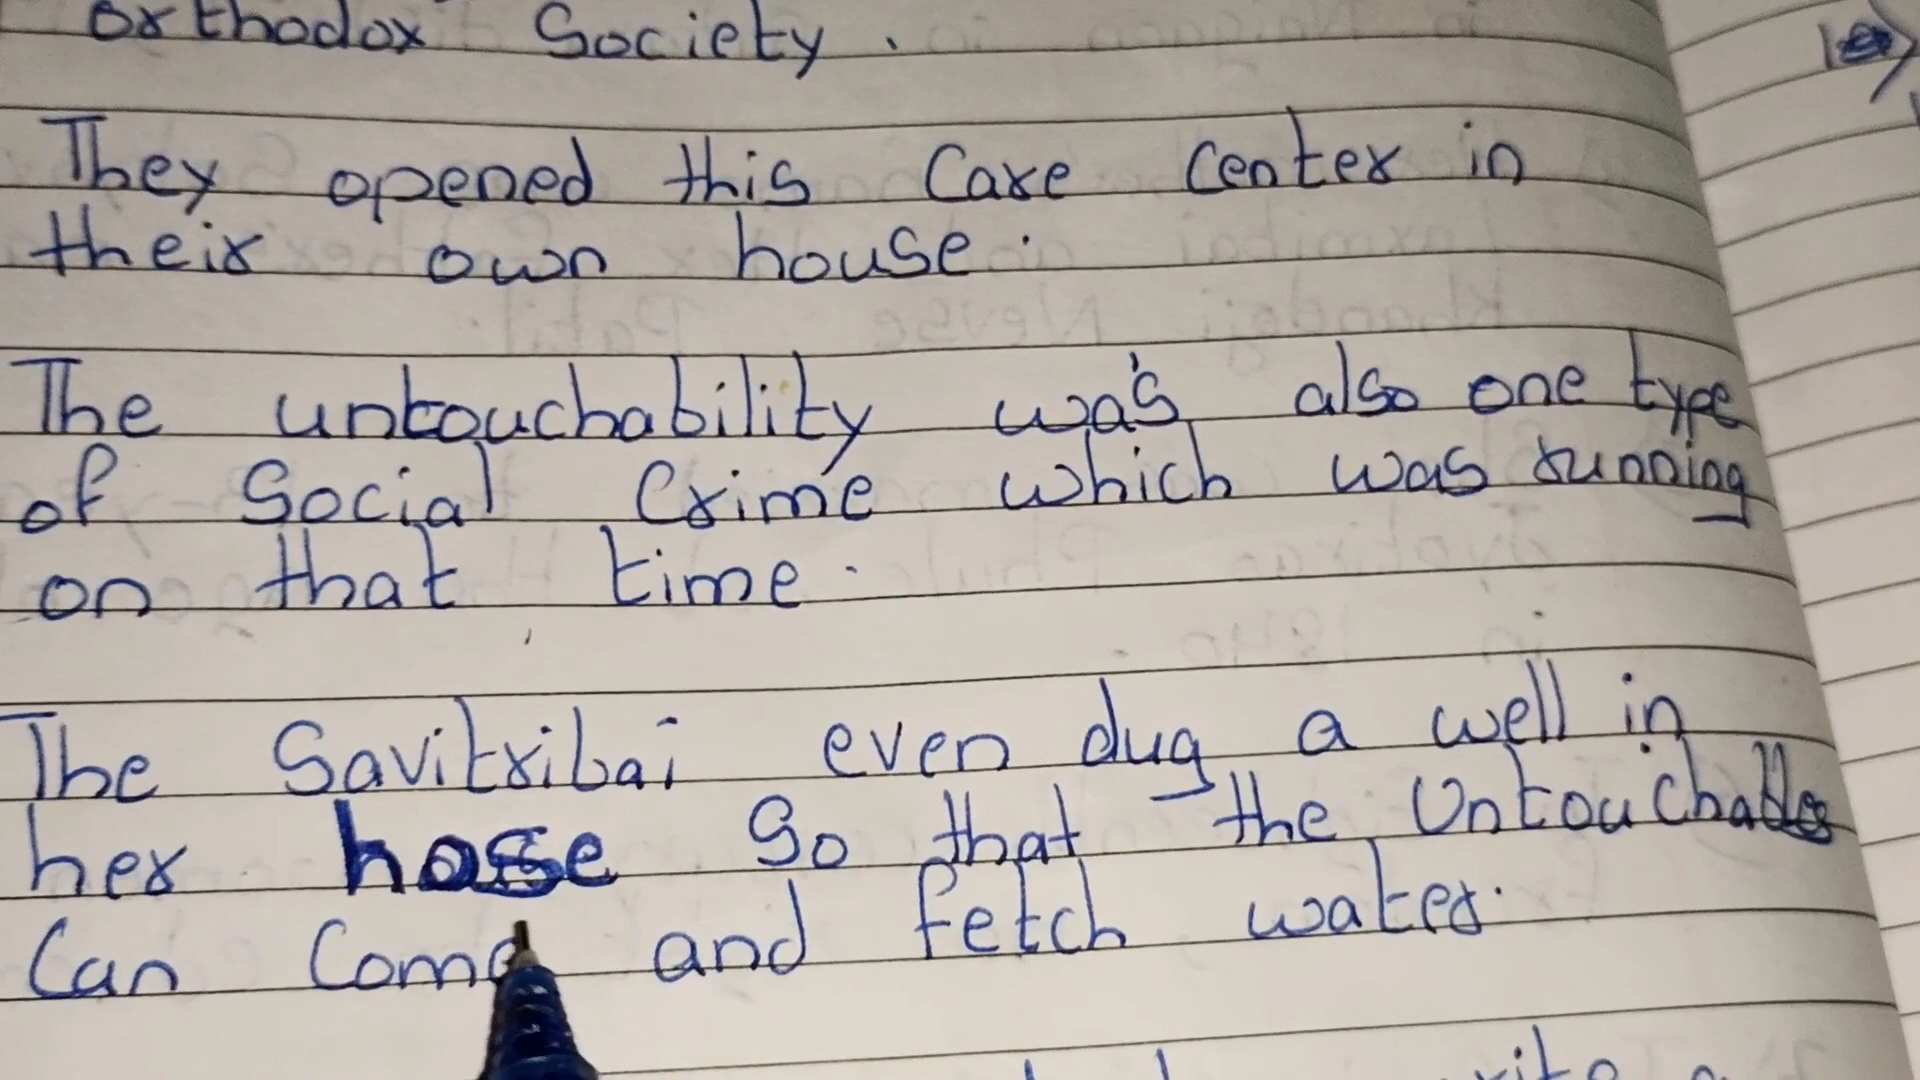 orthodox Society.
They opened this Care Center in
their own house.
The untouchability was also one type
of Social Crime which was running
on that time.
The Savitribai even dug a well in
her house So that the Untouchables
Can Come and fetch water.